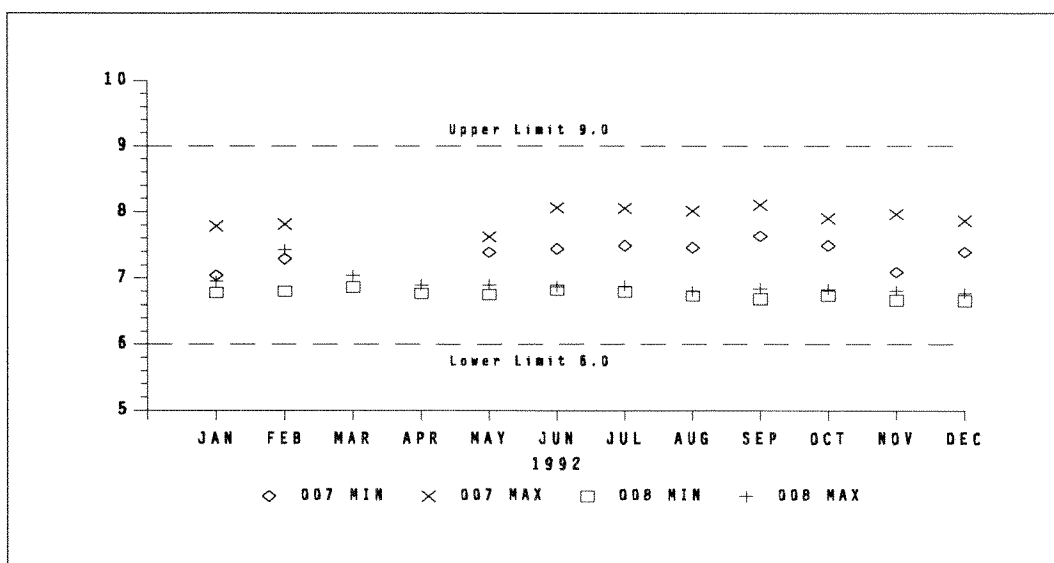 10
Upper Limit 9.0
9
8
7
6
Lower Limit 6.0
5
JAN FEB MAR APR MAY JUN JUL AUG SEP OCT NOV DEC
1992
007 MIN 007 MAX 008 MIN 008 MAX